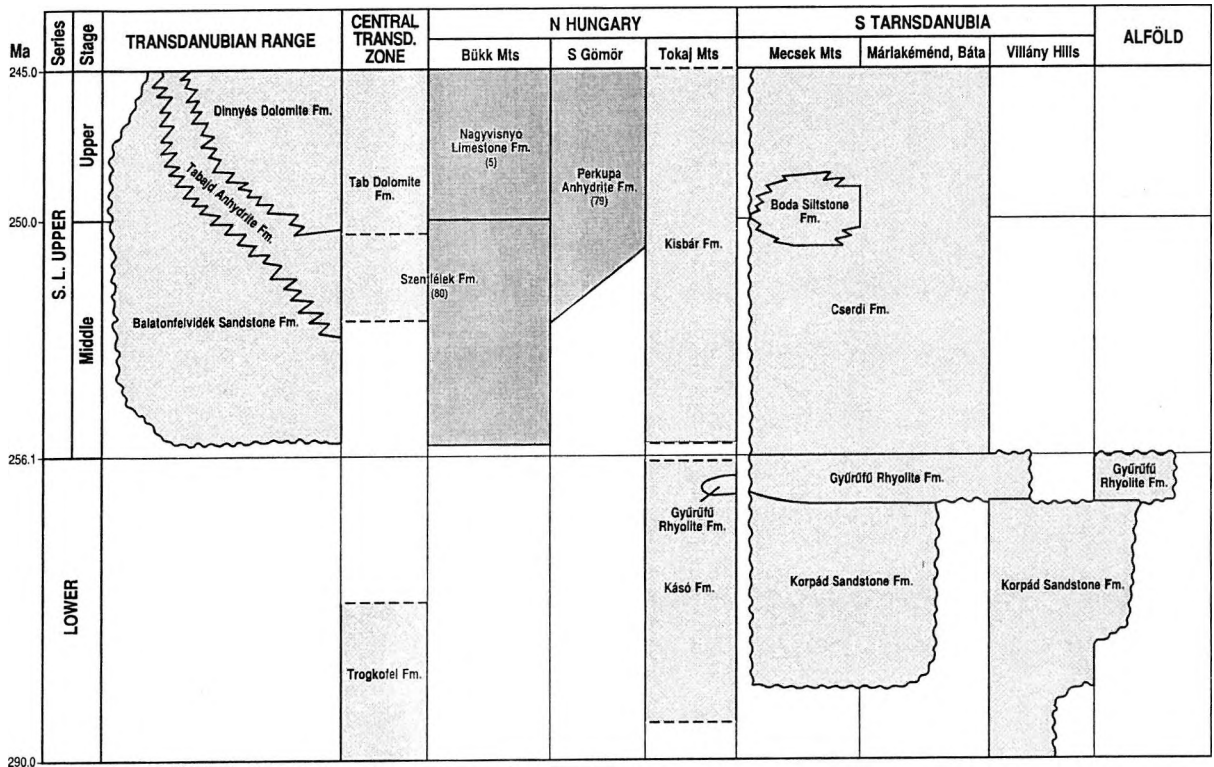 Ma
Series
Stage
TRANSDANUBIAN RANGE
CENTRAL
TRANSD.
ZONE
N HUNGARY
Bükk Mts
S Gömör
Tokaj Mts
S TARNSDANUBIA
Mecsek Mts
Máriakéménd, Báta
Villány Hills
ALFÖLD
245.0
250.0
256.1
290.0
S. L. UPPER
Upper
Middle
LOWER
Dinnyés Dolomite Fm.
Tabajd Anhydrite Fm.
Balatonfelvidék Sandstone Fm.
Tab Dolomite
Fm.
Szentlélek Fm.
(80)
Trogkofel Fm.
Nagyvisnyó
Limestone Fm.
(5)
Perkupa
Anhydrite Fm.
(79)
Kisbár Fm.
Gyűrűfű
Rhyolite Fm.
Kásó Fm.
Boda Siltstone
Fm.
Cserdi Fm.
Gyűrűfű Rhyolite Fm.
Korpád Sandstone Fm.
Korpád Sandstone Fm.
Gyűrűfű
Rhyolite Fm.